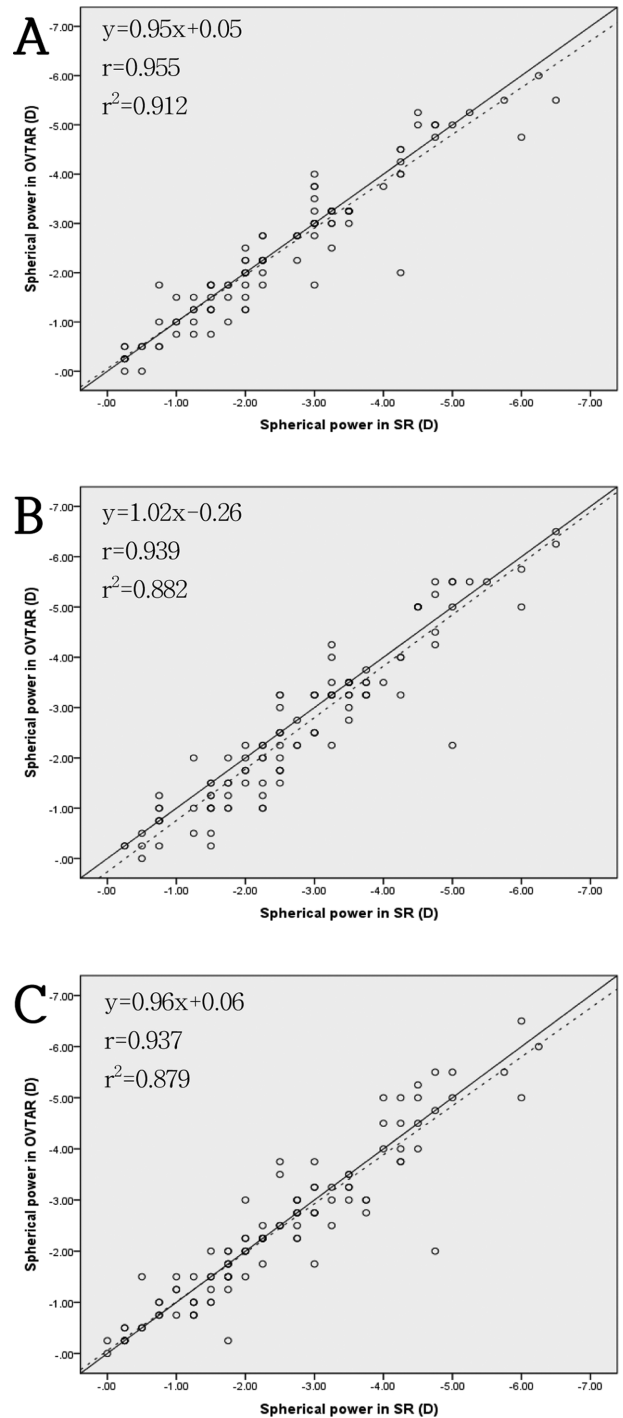 A
y=0.95x+0.05
r=0.955
r²=0.912
Spherical power in OVTAR (D)
-7.00
-6.00
-5.00
-4.00
-3.00
-2.00
-1.00
-.00
-.00 -1.00 -2.00 -3.00 -4.00 -5.00 -6.00 -7.00
Spherical power in SR (D)
B
y=1.02x−0.26
r=0.939
r²=0.882
Spherical power in OVTAR (D)
-7.00
-6.00
-5.00
-4.00
-3.00
-2.00
-1.00
-.00
-.00 -1.00 -2.00 -3.00 -4.00 -5.00 -6.00 -7.00
Spherical power in SR (D)
C
y=0.96x+0.06
r=0.937
r²=0.879
Spherical power in OVTAR (D)
-7.00
-6.00
-5.00
-4.00
-3.00
-2.00
-1.00
-.00
-.00 -1.00 -2.00 -3.00 -4.00 -5.00 -6.00 -7.00
Spherical power in SR (D)